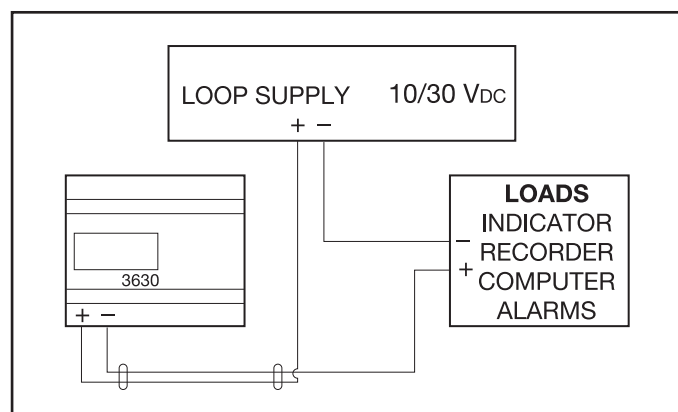 LOOP SUPPLY 10/30 VDC
+ −
3630
+ −
LOADS
INDICATOR
− RECORDER
+ COMPUTER
ALARMS